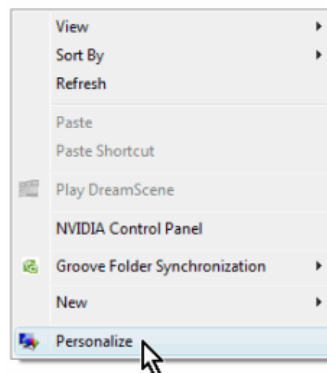 View
Sort By
Refresh
Paste
Paste Shortcut
Play DreamScene
NVIDIA Control Panel
Groove Folder Synchronization
New
Personalize